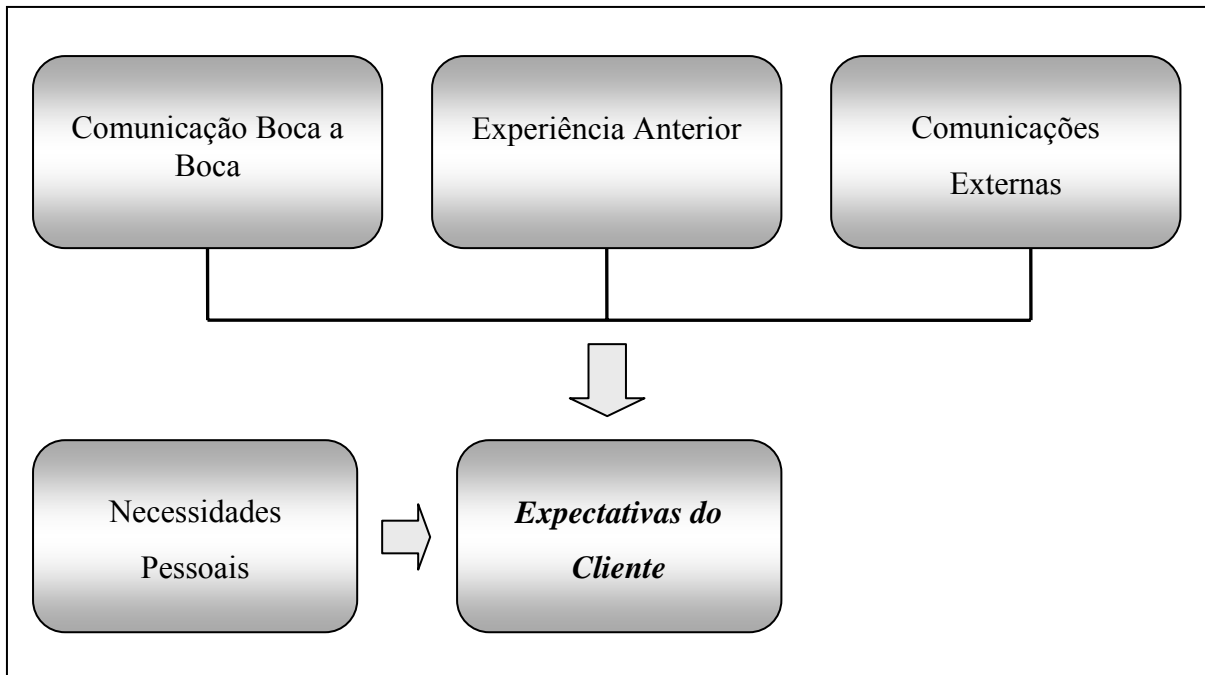 Comunicação Boca a
Boca
Experiência Anterior
Comunicações
Externas
Necessidades
Pessoais
Expectativas do
Cliente